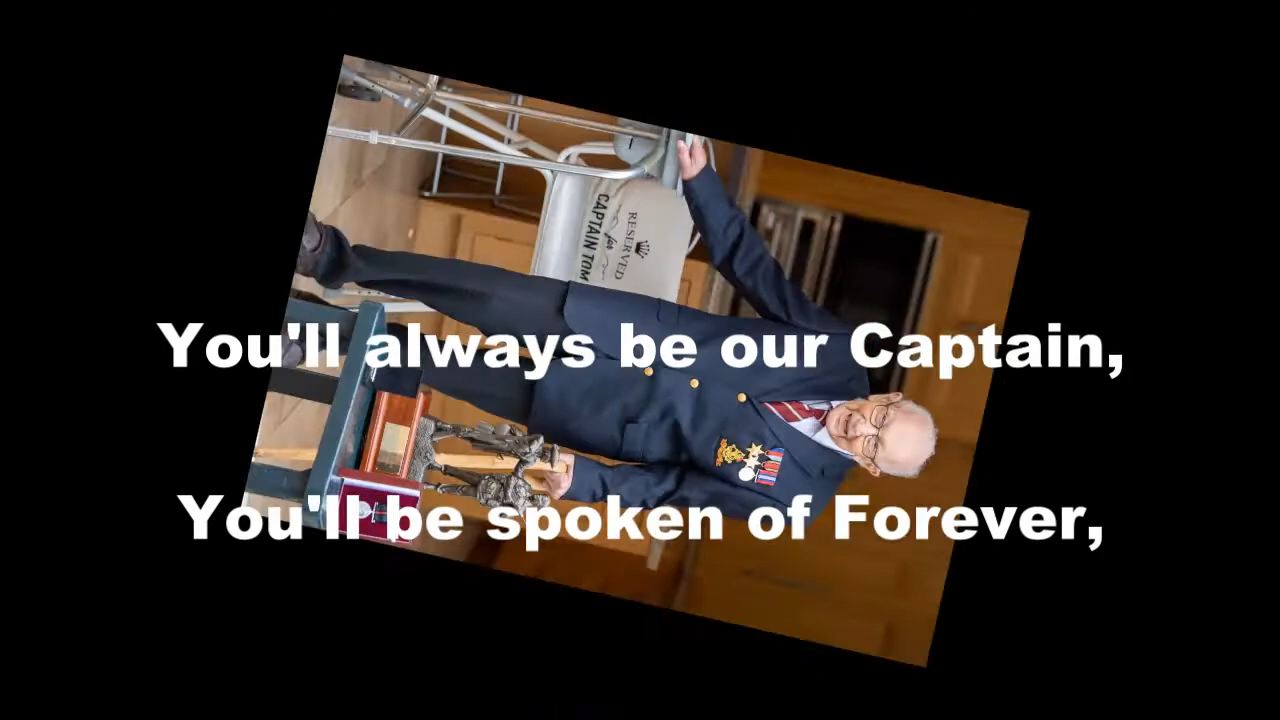 You'll always be our Captain,
You'll be spoken of Forever,
RESERVED
for
CAPTAIN TOM